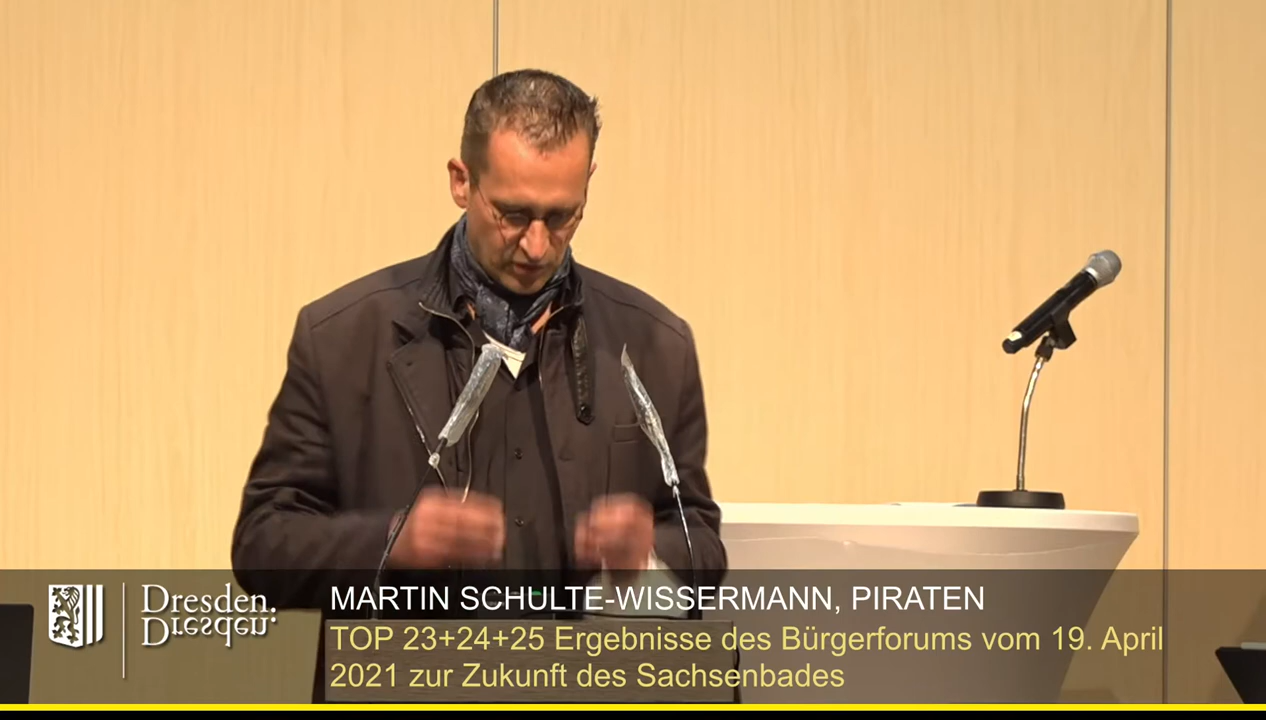 Dresden.
Dresden.
MARTIN SCHULTE-WISSERMANN, PIRATEN
TOP 23+24+25 Ergebnisse des Bürgerforums vom 19. April
2021 zur Zukunft des Sachsenbades